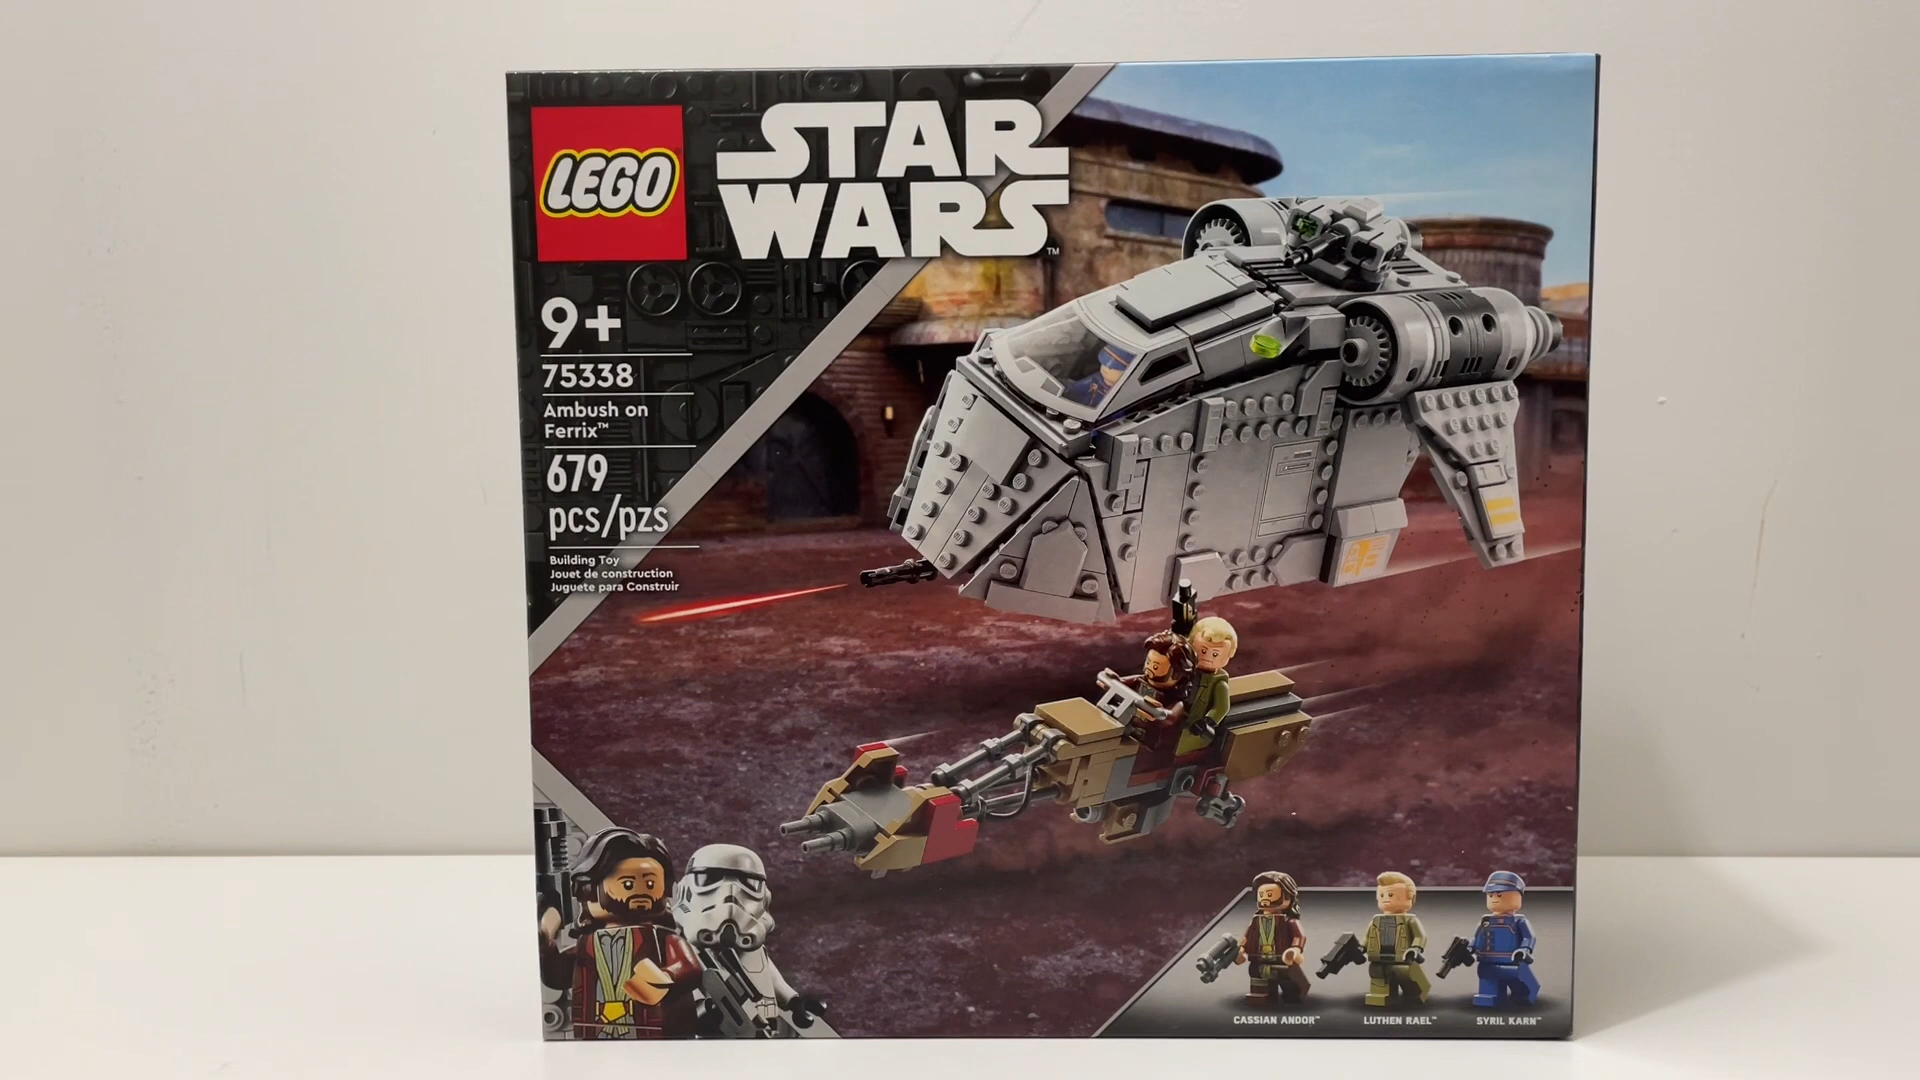 LEGO
STAR
WARS™
9+
75338
Ambush on
Ferrix™
679
pcs/pzs
Building Toy
Jouet de construction
Juguete para Construir
CASSIAN ANDOR™
LUTHEN RAEL™
SYRIL KARN™